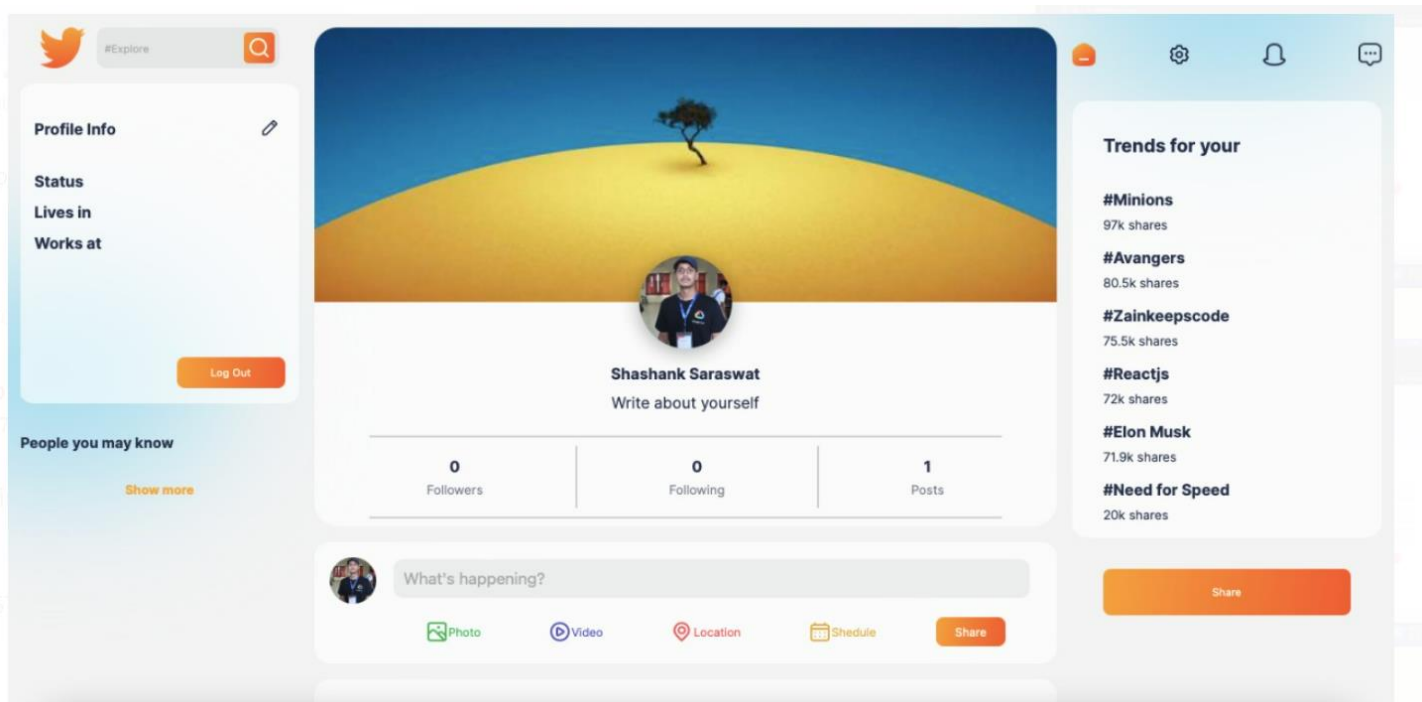 #Explore
Profile Info
Status
Lives in
Works at
Log Out
People you may know
Show more
Shashank Saraswat
Write about yourself
0
Followers
0
Following
1
Posts
What's happening?
Photo
Video
Location
Shedule
Share
Trends for your
#Minions
97k shares
#Avangers
80.5k shares
#Zainkeepscode
75.5k shares
#Reactjs
72k shares
#Elon Musk
71.9k shares
#Need for Speed
20k shares
Share